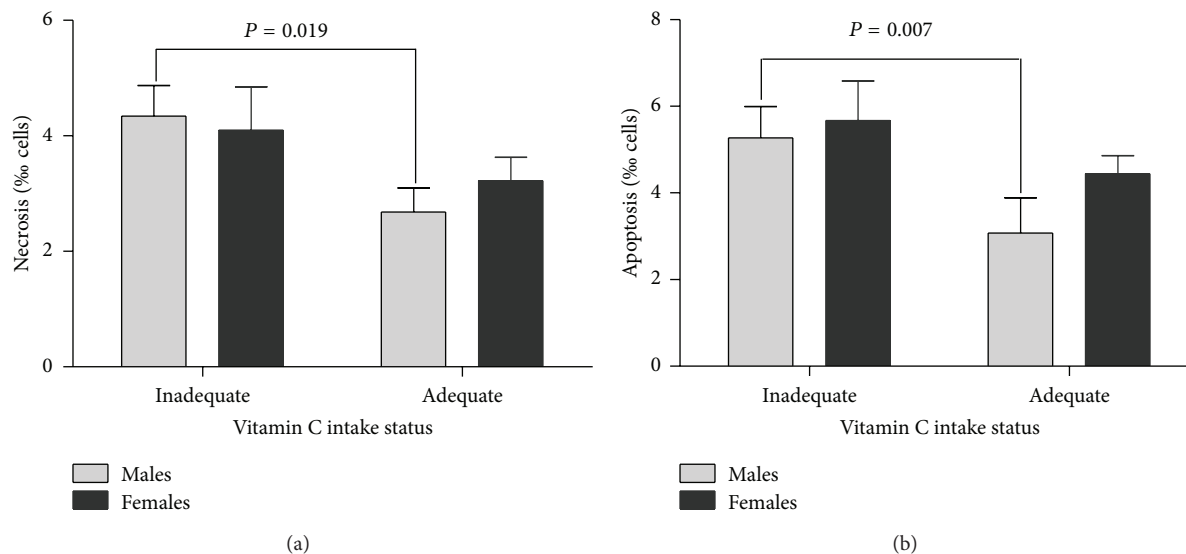 6
4
2
0
Necrosis (‰ cells)
P = 0.019
Inadequate
Adequate
Vitamin C intake status
Males
Females
(a)
8
6
4
2
0
Apoptosis (‰ cells)
P = 0.007
Inadequate
Adequate
Vitamin C intake status
Males
Females
(b)